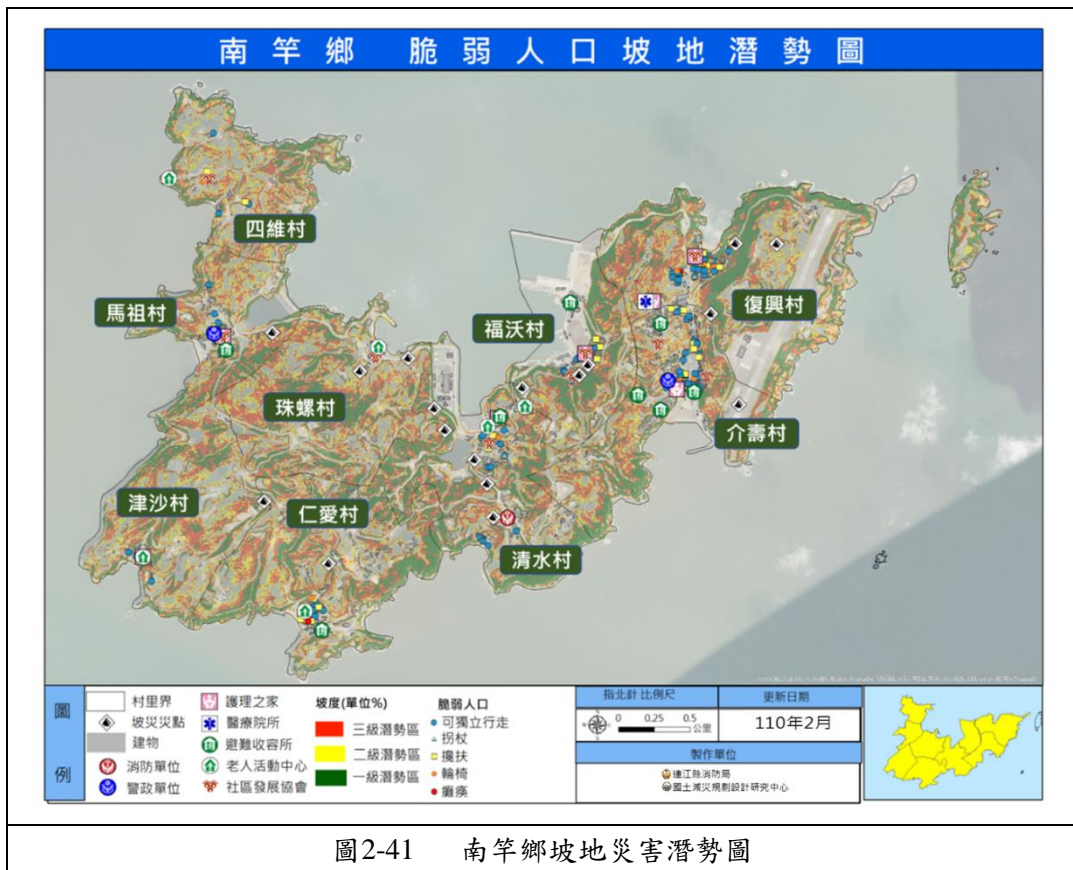 南竿鄉 脆弱人口坡地潛勢圖
四維村
馬祖村
福沃村
復興村
珠螺村
介壽村
津沙村
仁愛村
清水村
圖例
村里界
坡災災點
建物
消防單位
警政單位
護理之家
醫療院所
避難收容所
老人活動中心
社區發展協會
坡度(單位%)
三級潛勢區
二級潛勢區
一級潛勢區
脆弱人口
可獨立行走
拐杖
攙扶
輪椅
癱瘓
指北針 比例尺
0 0.25 0.5
公里
更新日期
110年2月
製作單位
連江縣消防局
國土減災規劃設計研究中心
圖2-41 南竿鄉坡地災害潛勢圖